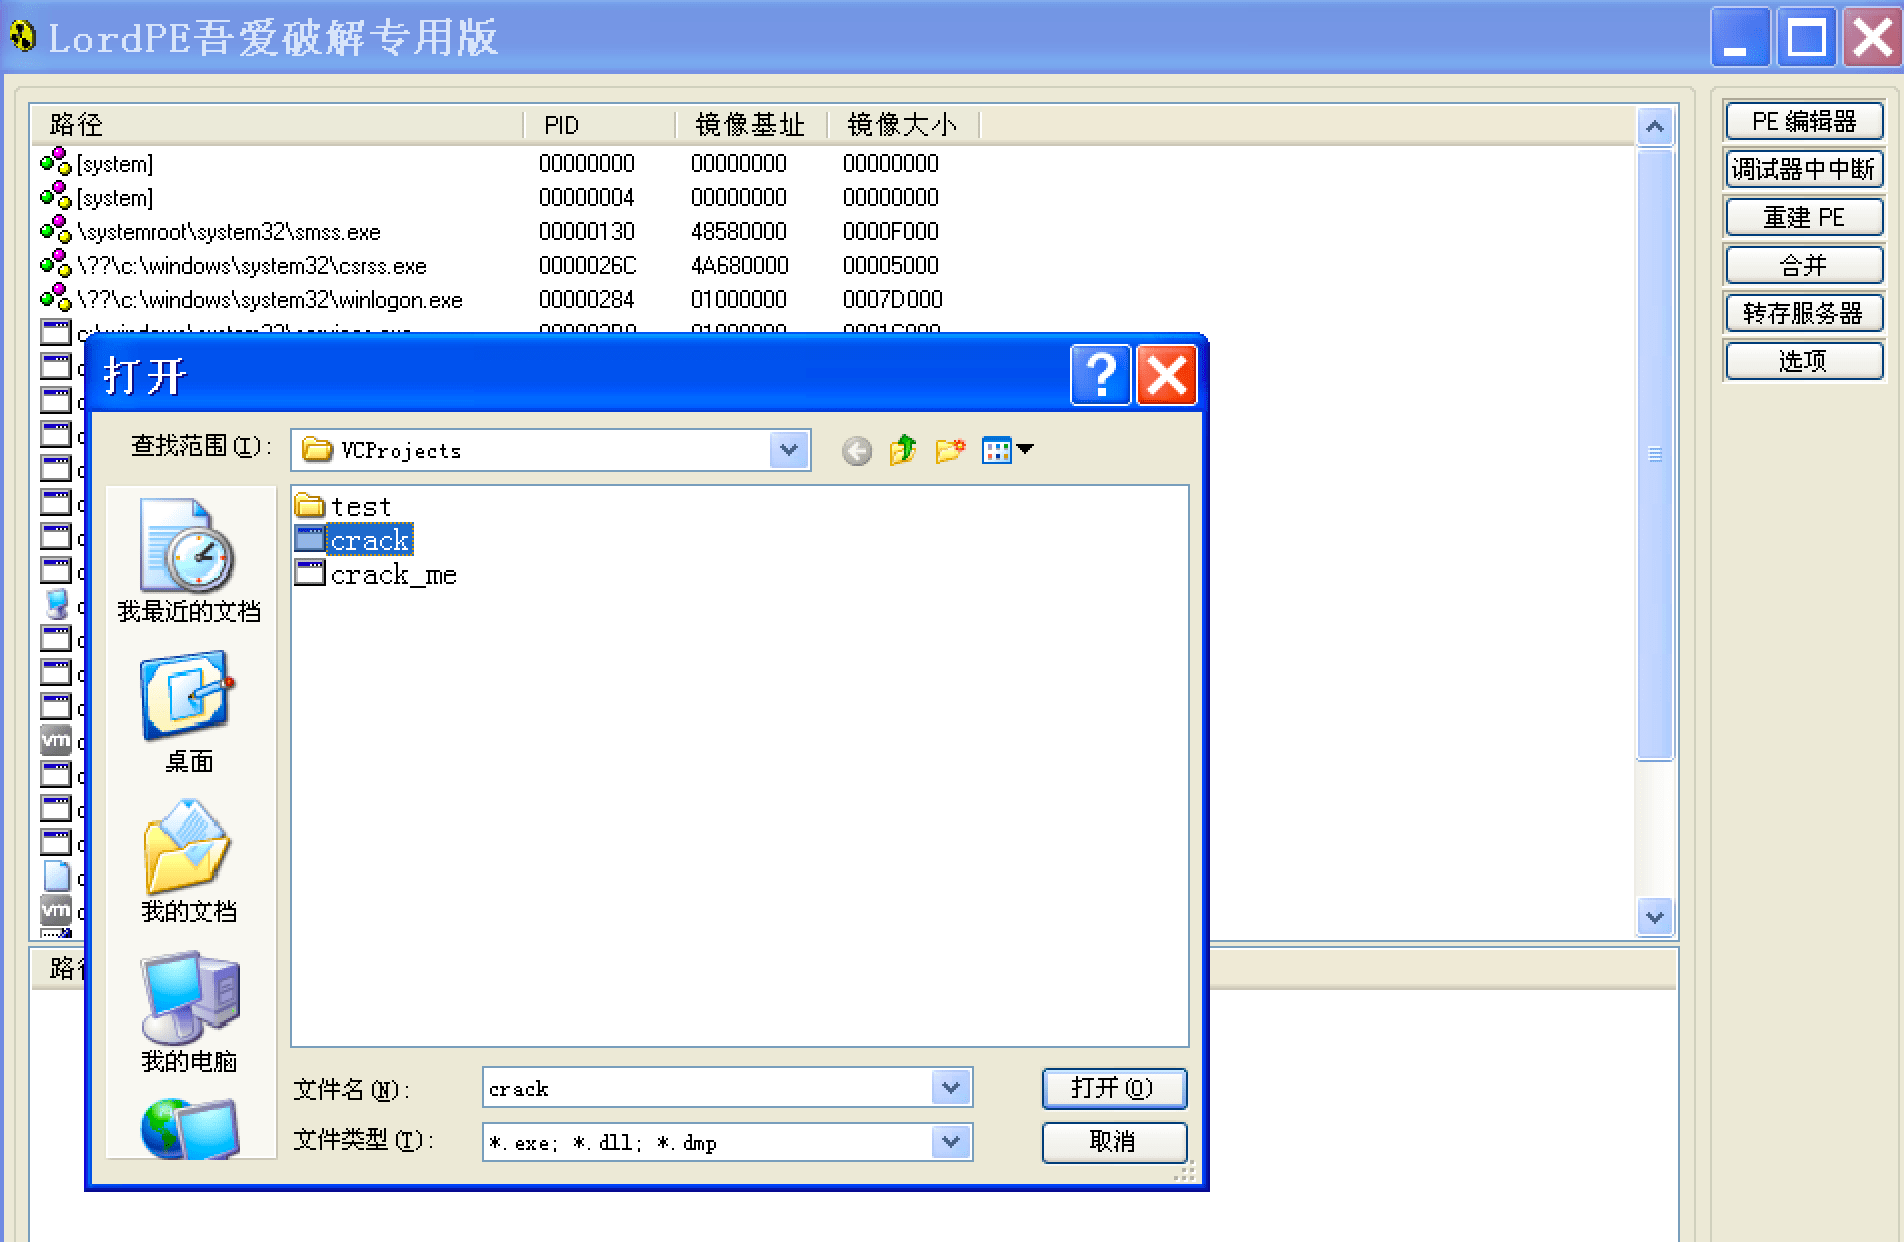 LordPE吾爱破解专用版
路径 PID 镜像基址 镜像大小
[system] 00000000 00000000 00000000
[system] 00000004 00000000 00000000
\systemroot\system32\smss.exe 00000130 48580000 0000F000
\??\c:\windows\system32\csrss.exe 0000026C 4A680000 00005000
\??\c:\windows\system32\winlogon.exe 00000284 01000000 0007D000
PE 编辑器
调试器中中断
重建 PE
合并
转存服务器
选项
打开
查找范围(I): VCProjects
test
crack
crack_me
我最近的文档
桌面
我的文档
我的电脑
文件名(N): crack 打开(O)
文件类型(T): *.exe; *.dll; *.dmp 取消
vm
vm
路径